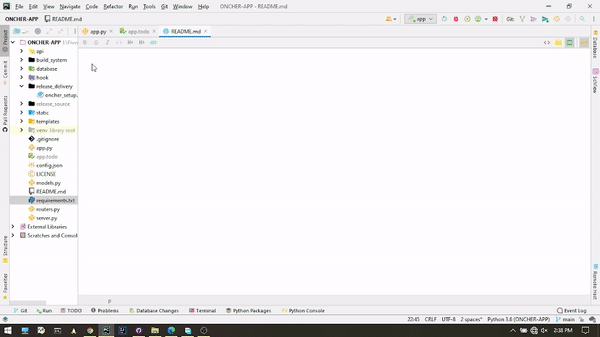 File Edit View Navigate Code Refactor Run Tools Git Window Help ONCHER-APP - README.md
README.md app Git:
app.py app.todo README.md
ONCHER-APP
api
build_system
database
hook
release_delivery
oncher_setup.
release_source
static
templates
venv library root
.gitignore
app.py
app.todo
config.json
LICENSE
models.py
README.md
requirements.txt
routers.py
server.py
External Libraries
Scratches and Consol
Project
Commit
Pull Requests
Structure
Favorites
Database
SciView
Remote Host
Git Run TODO Problems Database Changes Terminal Python Packages Python Console Event Log
22:45 CRLF UTF-8 2 spaces* Python 3.8 (ONCHER-APP) main
2:38 PM